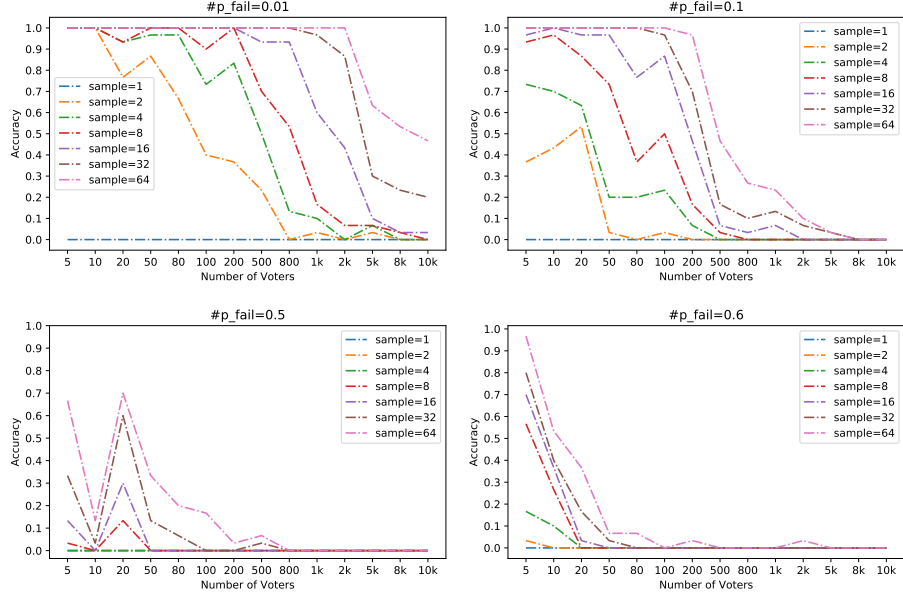 #p_fail=0.01
1.0
0.9
0.8
0.7
0.6
0.5
0.4
0.3
0.2
0.1
0.0
Accuracy
sample=1
sample=2
sample=4
sample=8
sample=16
sample=32
sample=64
5 10 20 50 80 100 200 500 800 1k 2k 5k 8k 10k
Number of Voters
#p_fail=0.1
1.0
0.9
0.8
0.7
0.6
0.5
0.4
0.3
0.2
0.1
0.0
Accuracy
sample=1
sample=2
sample=4
sample=8
sample=16
sample=32
sample=64
5 10 20 50 80 100 200 500 800 1k 2k 5k 8k 10k
Number of Voters
#p_fail=0.5
1.0
0.9
0.8
0.7
0.6
0.5
0.4
0.3
0.2
0.1
0.0
Accuracy
sample=1
sample=2
sample=4
sample=8
sample=16
sample=32
sample=64
5 10 20 50 80 100 200 500 800 1k 2k 5k 8k 10k
Number of Voters
#p_fail=0.6
1.0
0.9
0.8
0.7
0.6
0.5
0.4
0.3
0.2
0.1
0.0
Accuracy
sample=1
sample=2
sample=4
sample=8
sample=16
sample=32
sample=64
5 10 20 50 80 100 200 500 800 1k 2k 5k 8k 10k
Number of Voters